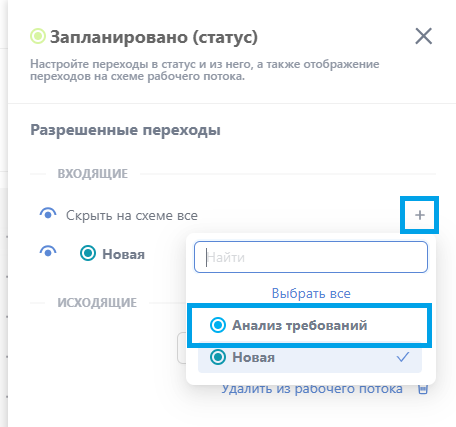 Запланировано (статус)
Настройте переходы в статус и из него, а также отображение
переходов на схеме рабочего потока.
Разрешенные переходы
ВХОДЯЩИЕ
Скрыть на схеме все
Новая
Найти
Выбрать все
ИСХОДЯЩИЕ
Анализ требований
Новая
Удалить из рабочего потока